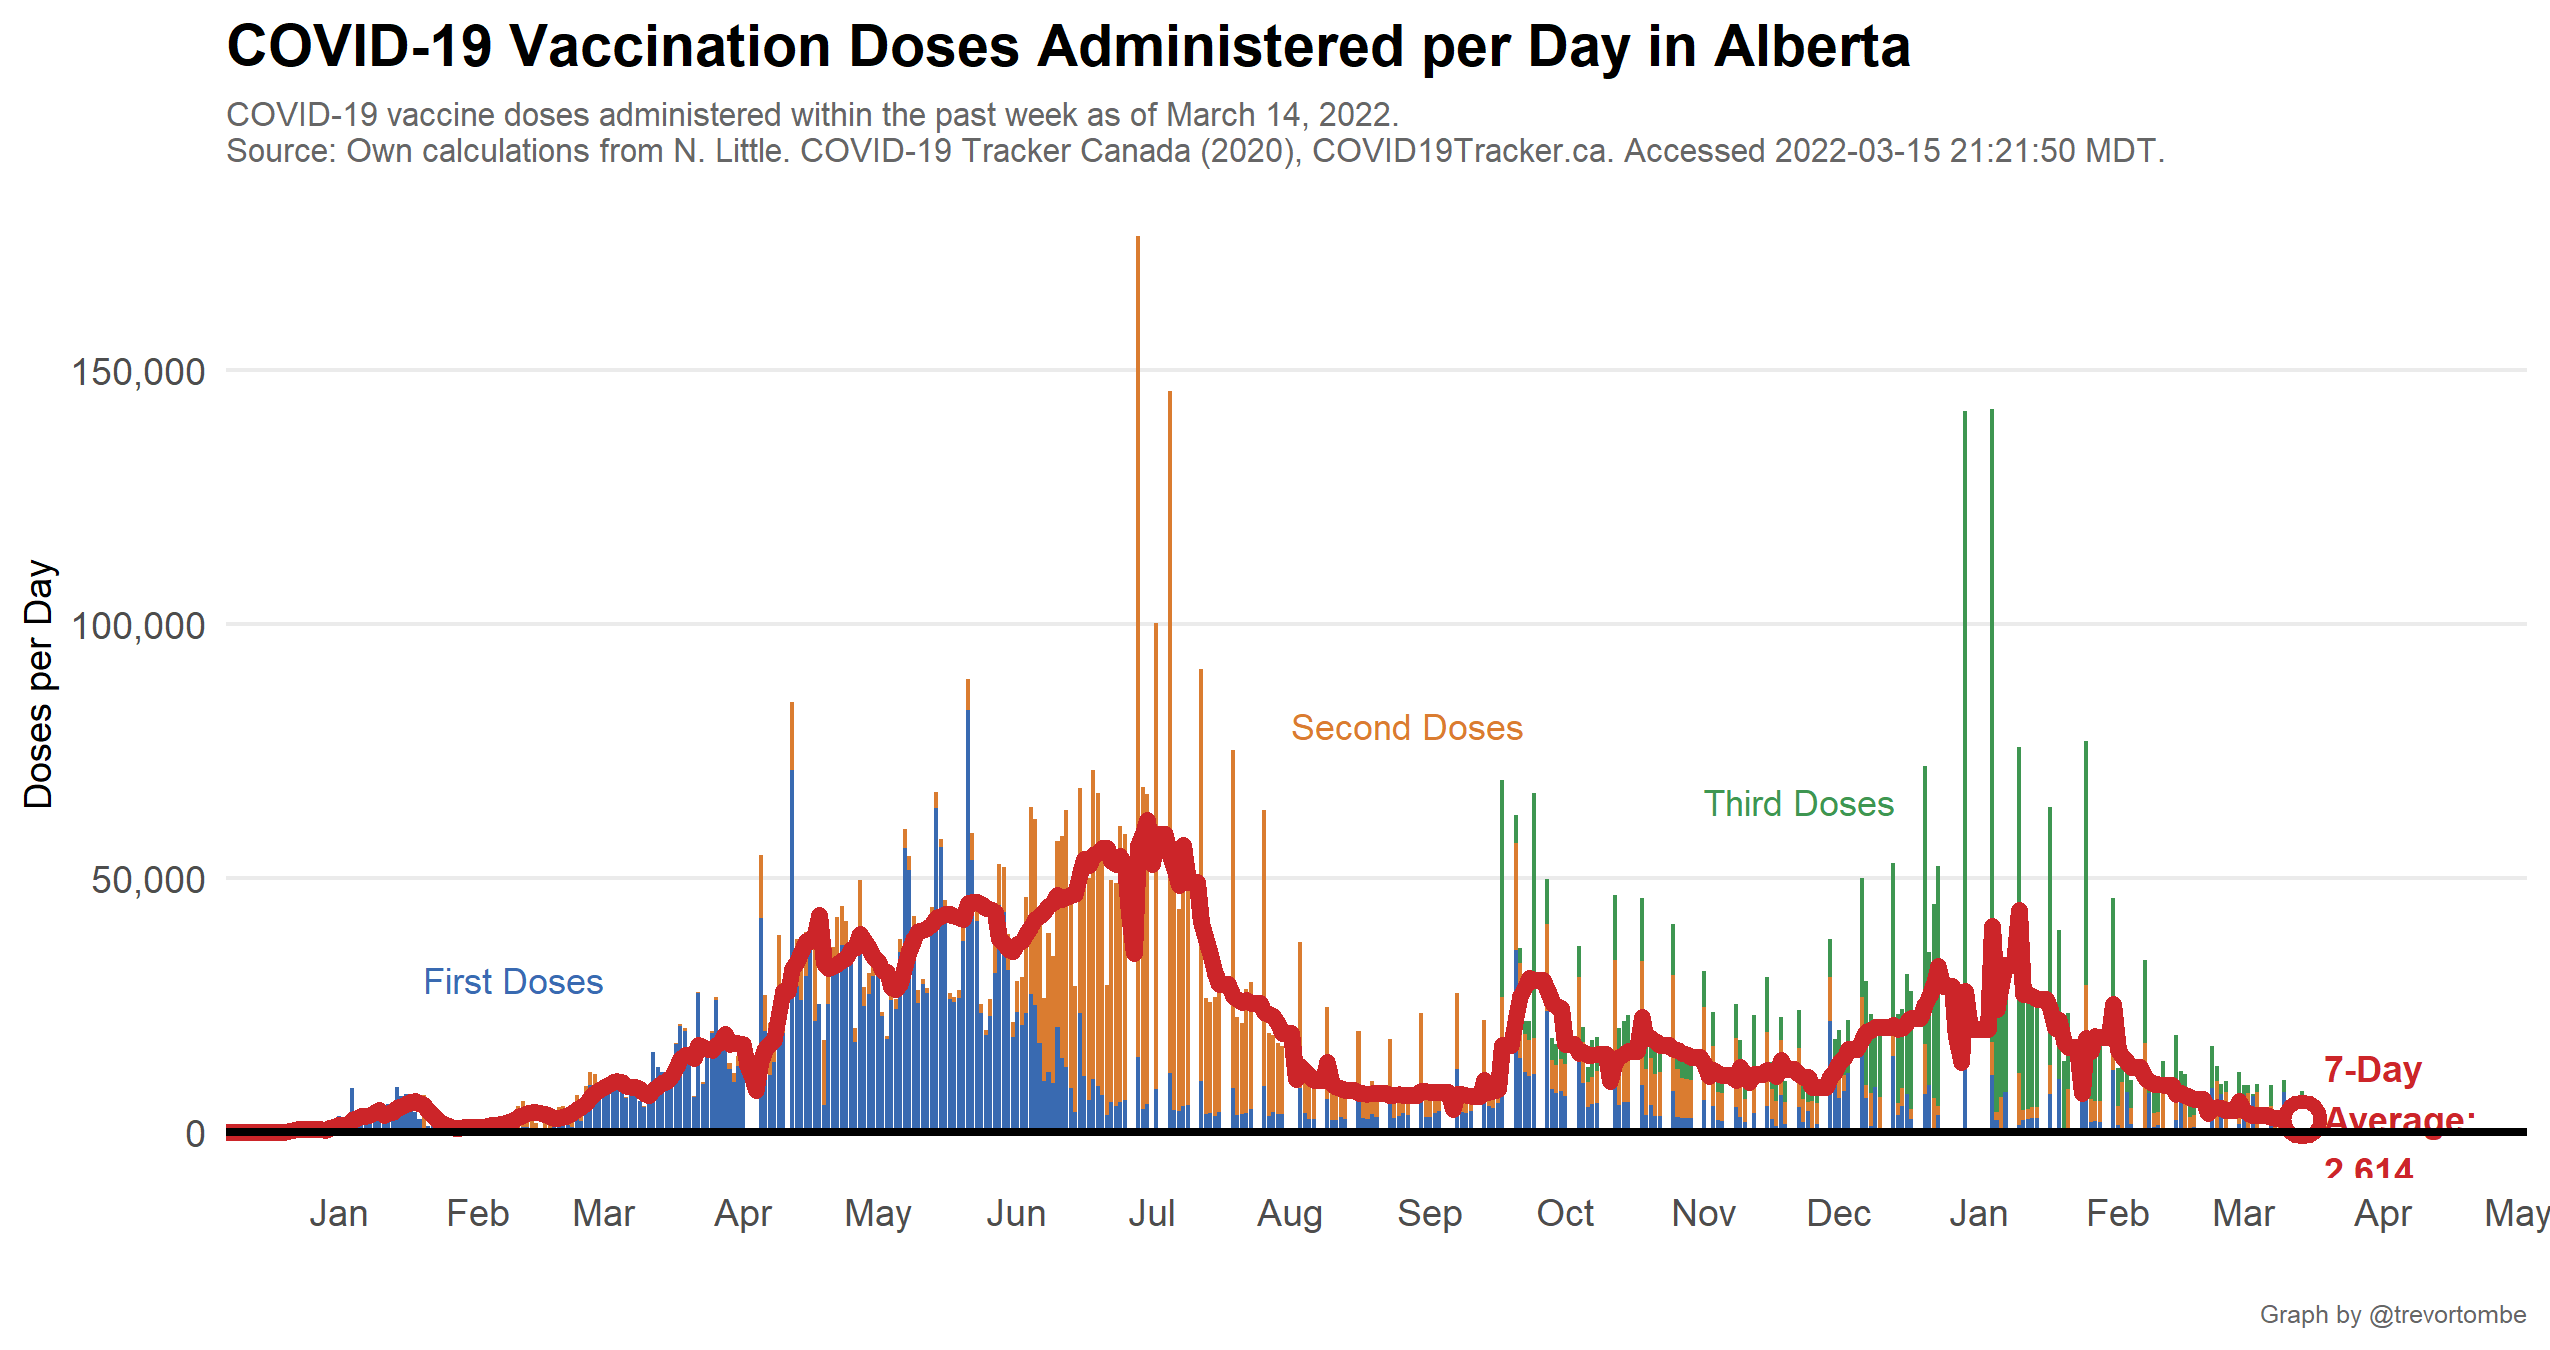 COVID-19 Vaccination Doses Administered per Day in Alberta
COVID-19 vaccine doses administered within the past week as of March 14, 2022.
Source: Own calculations from N. Little. COVID-19 Tracker Canada (2020), COVID19Tracker.ca. Accessed 2022-03-15 21:21:50 MDT.
Doses per Day
150,000
100,000
50,000
0
First Doses
Second Doses
Third Doses
7-Day
Average:
2,614
Jan Feb Mar Apr May Jun Jul Aug Sep Oct Nov Dec Jan Feb Mar Apr May
Graph by @trevortombe